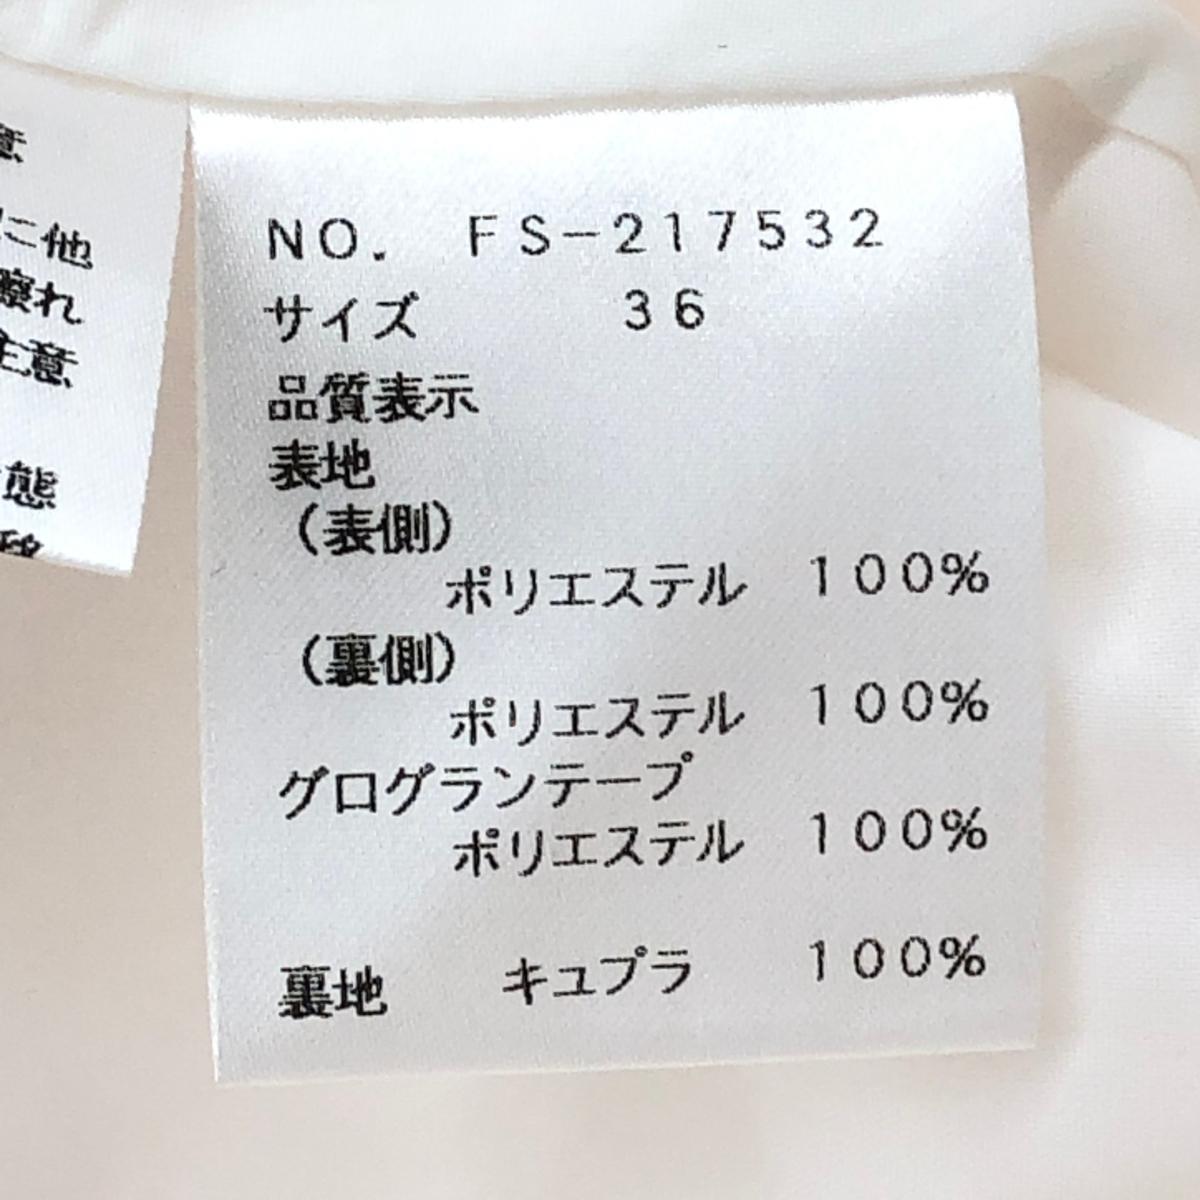 意
に他
擦れ
主意
態
NO. FS-217532
サイズ 36
品質表示
表地
(表側)
ポリエステル 100%
(裏側)
ポリエステル 100%
グログランテープ
ポリエステル 100%
裏地 キュプラ 100%